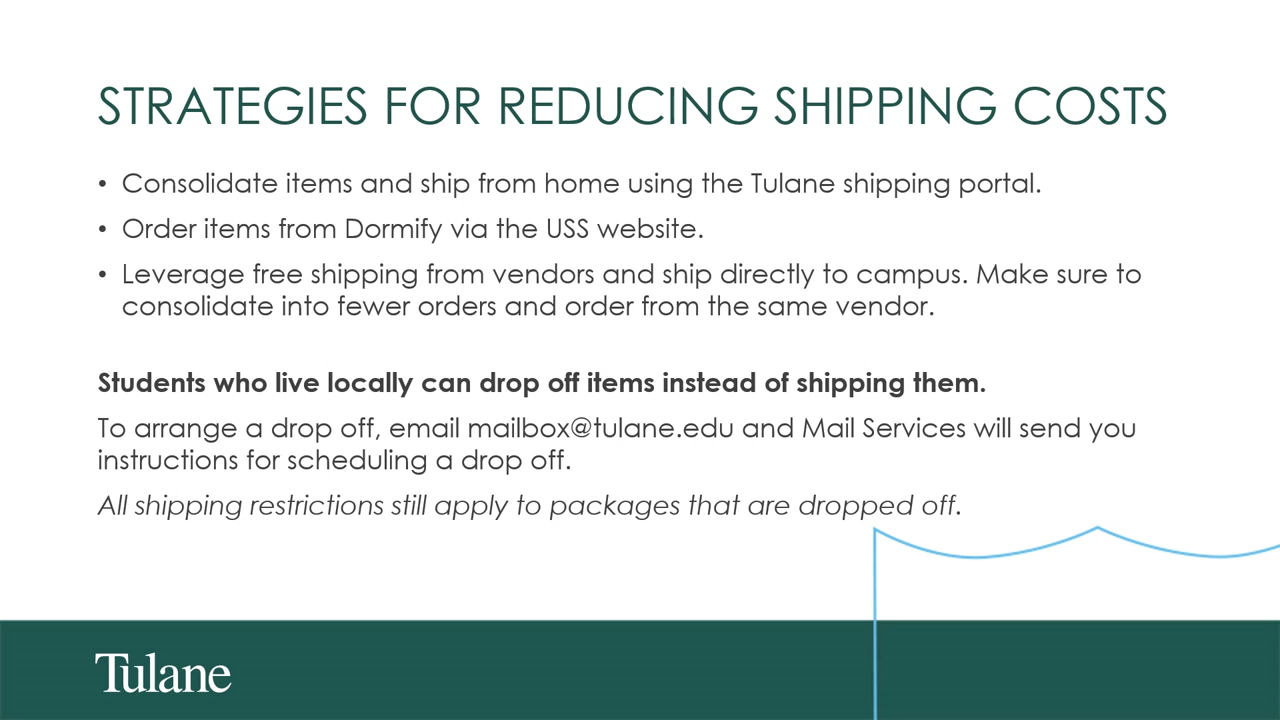 STRATEGIES FOR REDUCING SHIPPING COSTS
• Consolidate items and ship from home using the Tulane shipping portal.
• Order items from Dormify via the USS website.
• Leverage free shipping from vendors and ship directly to campus. Make sure to
consolidate into fewer orders and order from the same vendor.
Students who live locally can drop off items instead of shipping them.
To arrange a drop off, email mailbox@tulane.edu and Mail Services will send you
instructions for scheduling a drop off.
All shipping restrictions still apply to packages that are dropped off.
Tulane